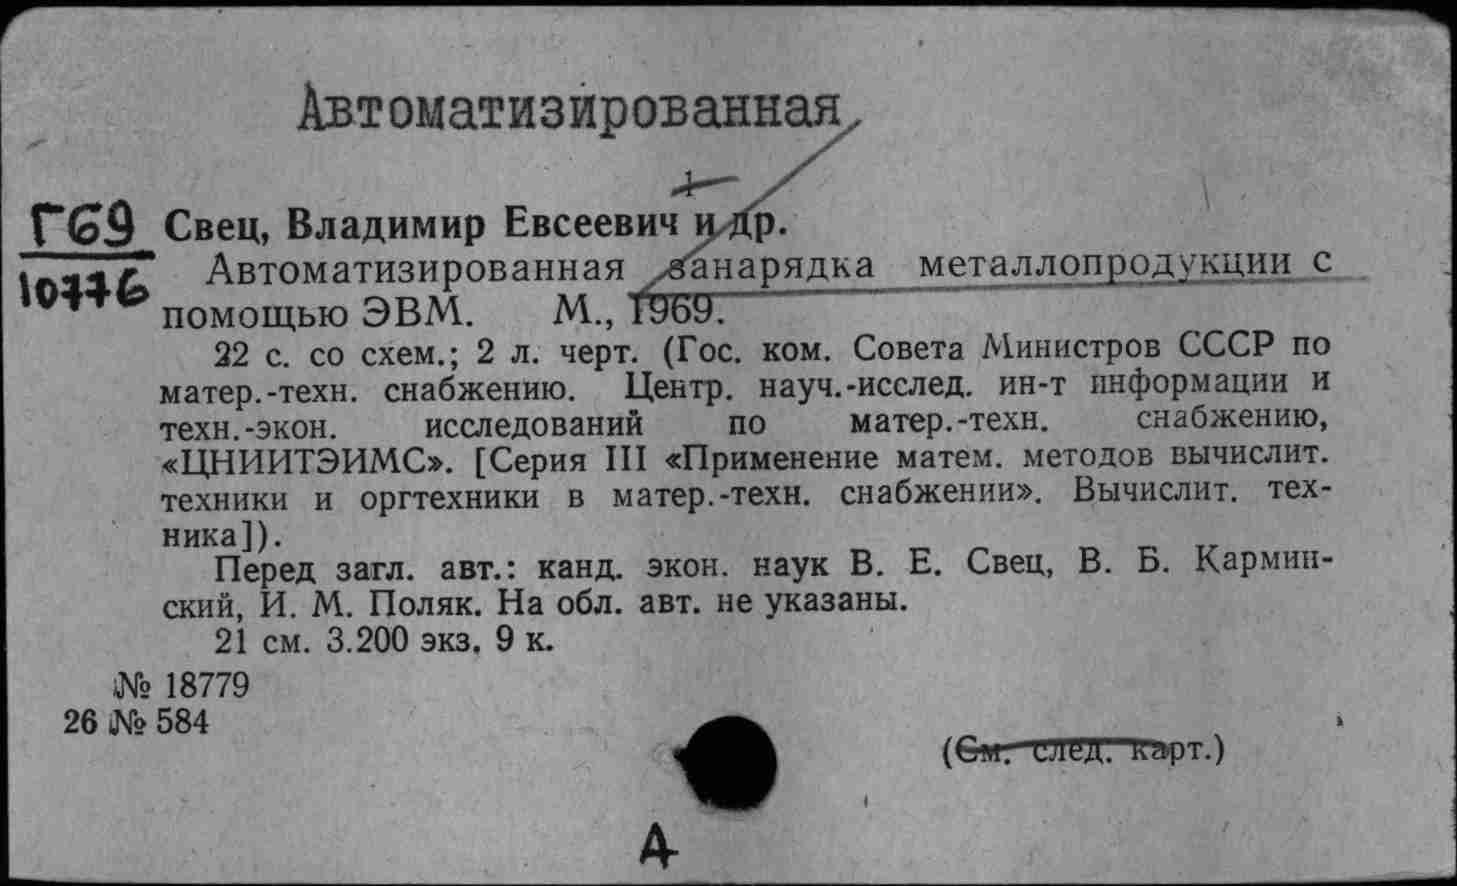 Автоматизированная,
Г69 Свец, Владимир Евсеевич и др.
10776 Автоматизированная занарядка металлопродукции с
помощью ЭВМ. М., 1969.
22 с. со схем.; 2 л. черт. (Гос. ком. Совета Министров СССР по
матер.-техн. снабжению. Центр. науч.-исслед. ин-т информации и
техн.-экон. исследований по матер.-техн. снабжению,
«ЦНИИТЭИМС». [Серия III «Применение матем. методов вычислит.
техники и оргтехники в матер.-техн. снабжении». Вычислит. тех-
ника]).
Перед загл. авт.: канд. экон. наук В. Е. Свец, В. Б. Кармин-
ский, И. М. Поляк. На обл. авт. не указаны.
21 см. 3.200 экз. 9 к.
№ 18779
26 № 584
(См. след. карт.)
А